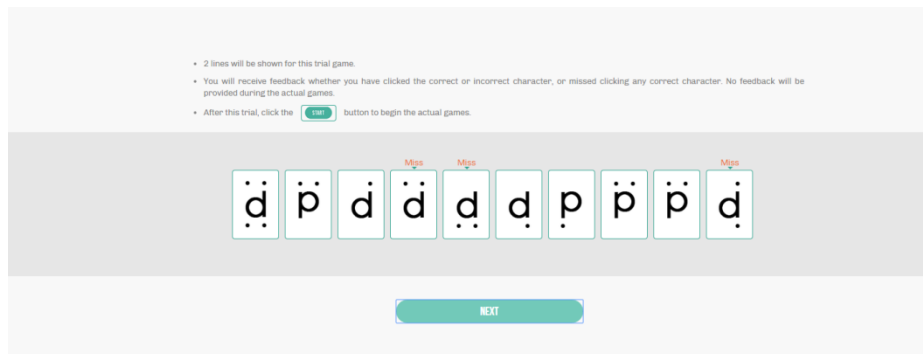 • 2 lines will be shown for this trial game.
• You will receive feedback whether you have clicked the correct or incorrect character, or missed clicking any correct character. No feedback will
provided during the actual games.
• After this trial, click the START button to begin the actual games.
Miss Miss Miss
d p d d d d p p p d
NEXT